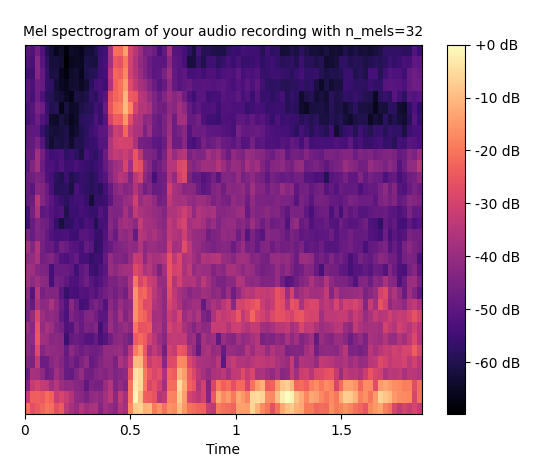 Mel spectrogram of your audio recording with n_mels=32
+0 dB
-10 dB
-20 dB
-30 dB
-40 dB
-50 dB
-60 dB
0
0.5
1
1.5
Time